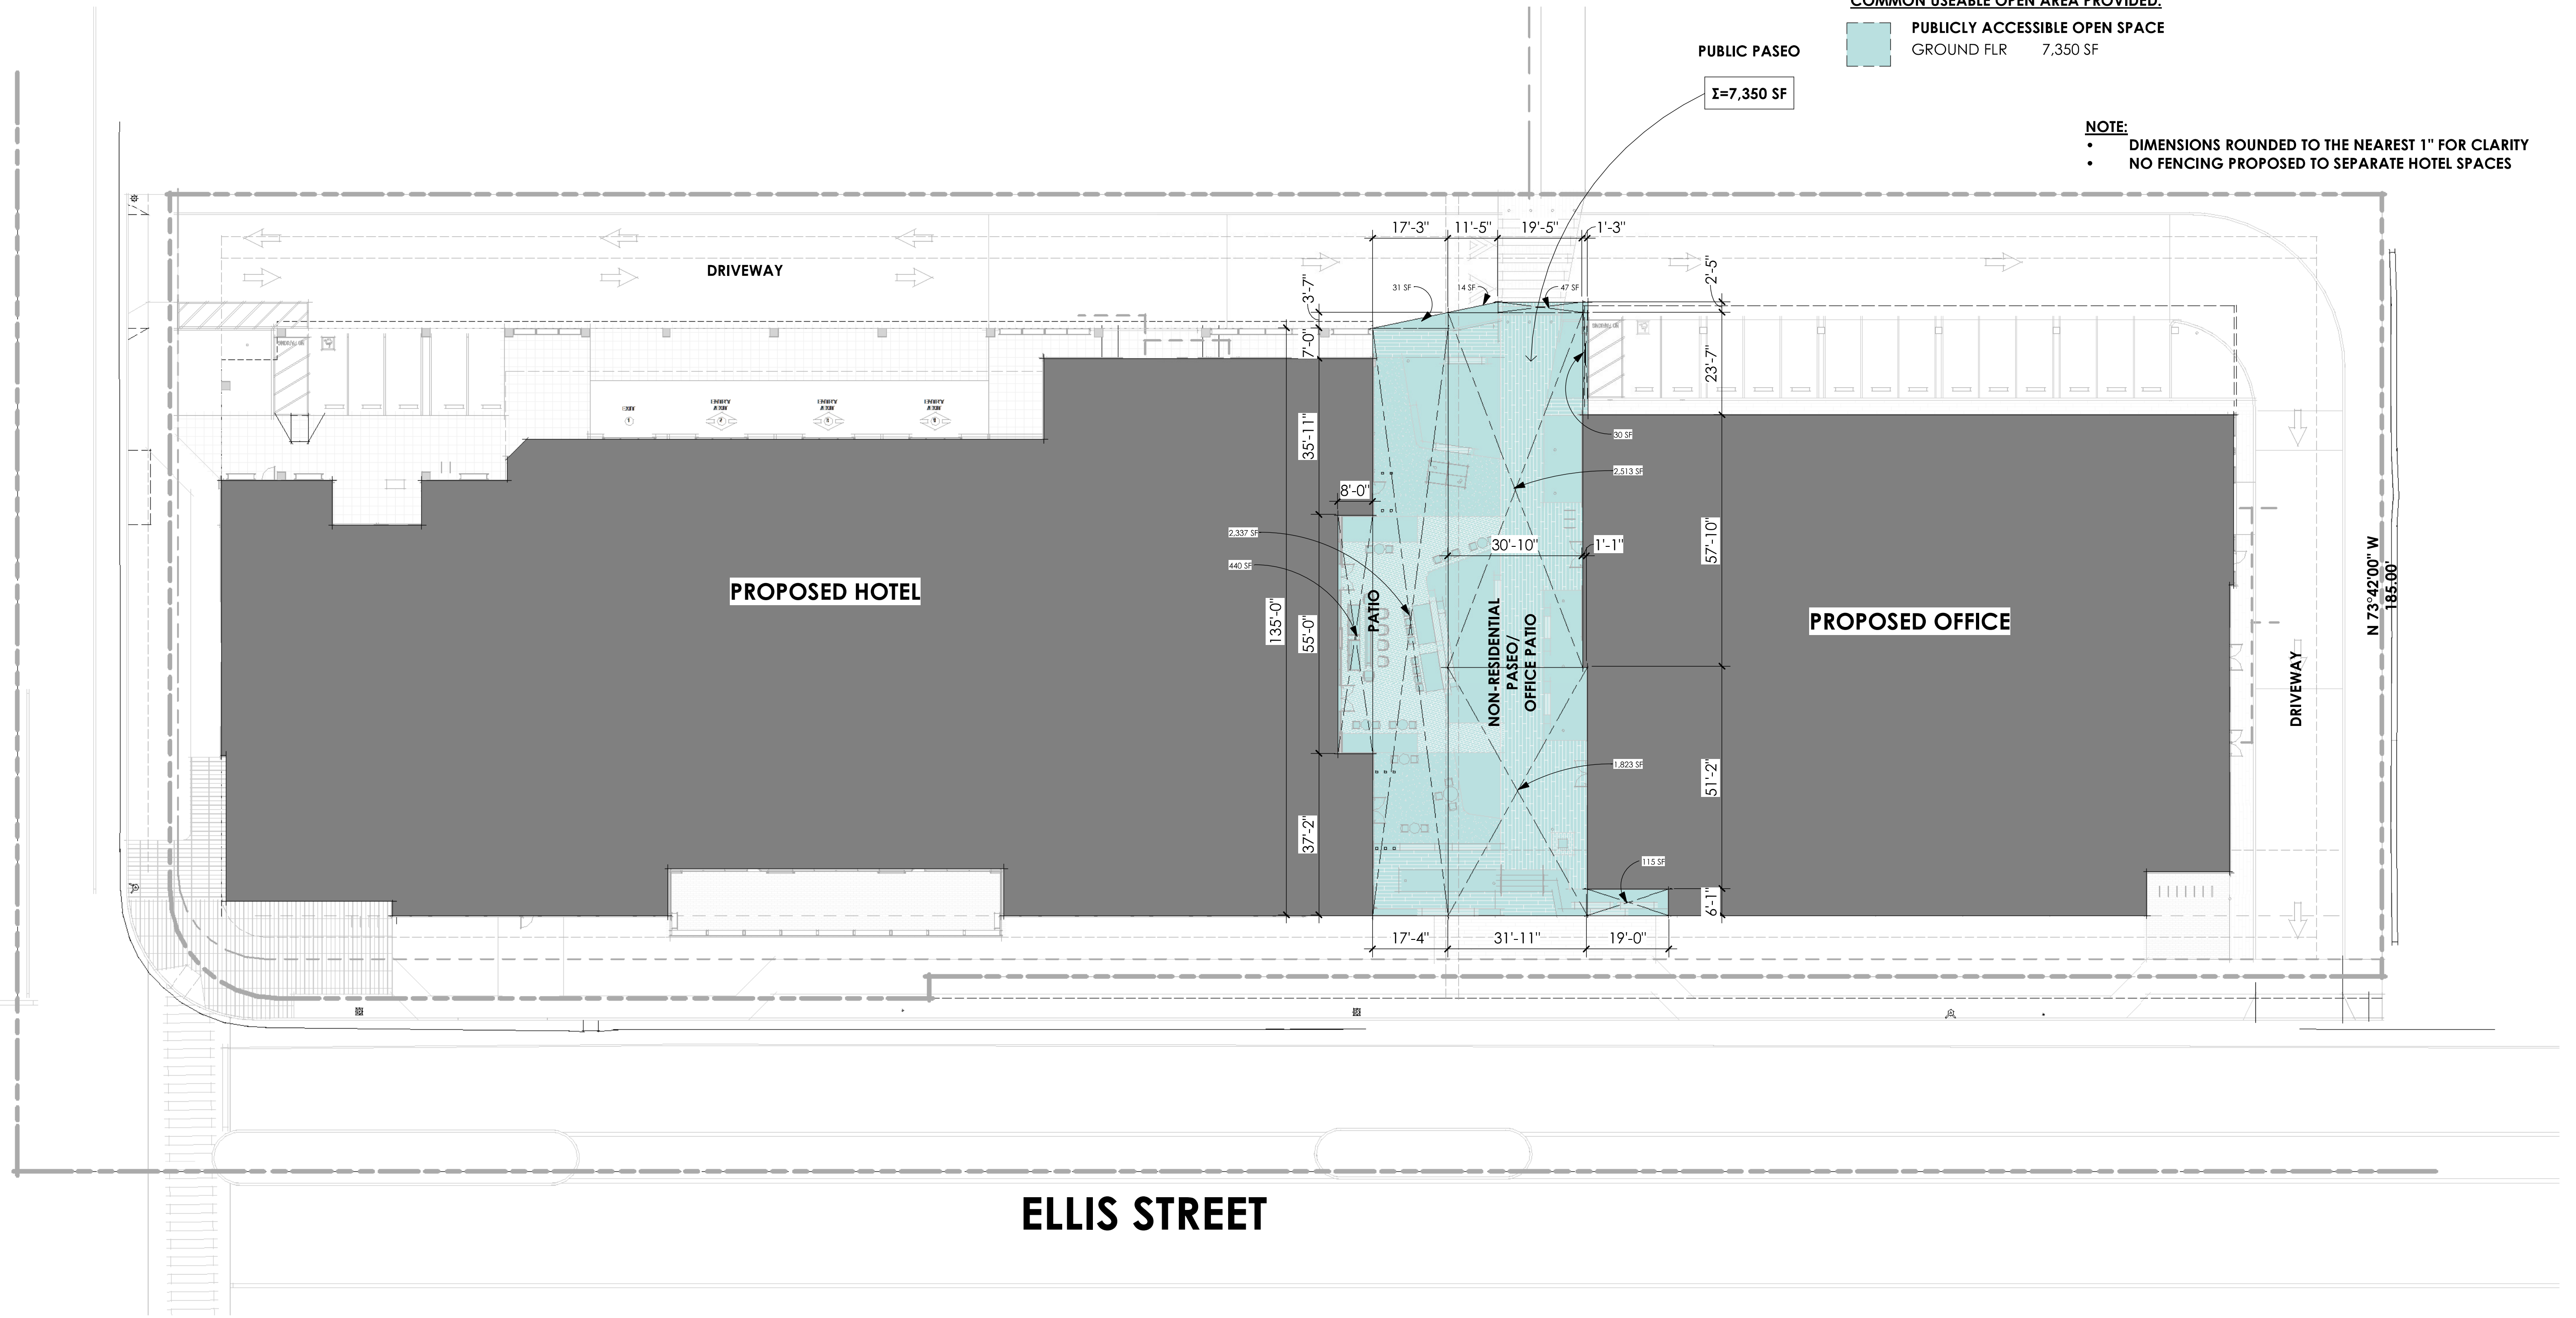 COMMON USEABLE OPEN AREA PROVIDED:
PUBLICLY ACCESSIBLE OPEN SPACE
GROUND FLR 7,350 SF
PUBLIC PASEO
Σ=7,350 SF
NOTE:
• DIMENSIONS ROUNDED TO THE NEAREST 1" FOR CLARITY
• NO FENCING PROPOSED TO SEPARATE HOTEL SPACES
17'-3" 11'-5" 19'-5" 1'-3"
DRIVEWAY
3'-7"
31 SF
14 SF
47 SF
2'-5"
7'-0"
23'-7"
NO PARKING
NO PARKING
EXIT
1
30 SF
35'-11"
2,513 SF
8'-0"
2,337 SF
440 SF
30'-10"
1'-1"
57'-10"
PROPOSED HOTEL
PATIO
135'-0"
55'-0"
NON-RESIDENTIAL
PASEO/
OFFICE PATIO
PROPOSED OFFICE
N 73°42'00" W
185.00'
DRIVEWAY
1,823 SF
51'-2"
37'-2"
115 SF
6'-1"
17'-4" 31'-11" 19'-0"
ELLIS STREET